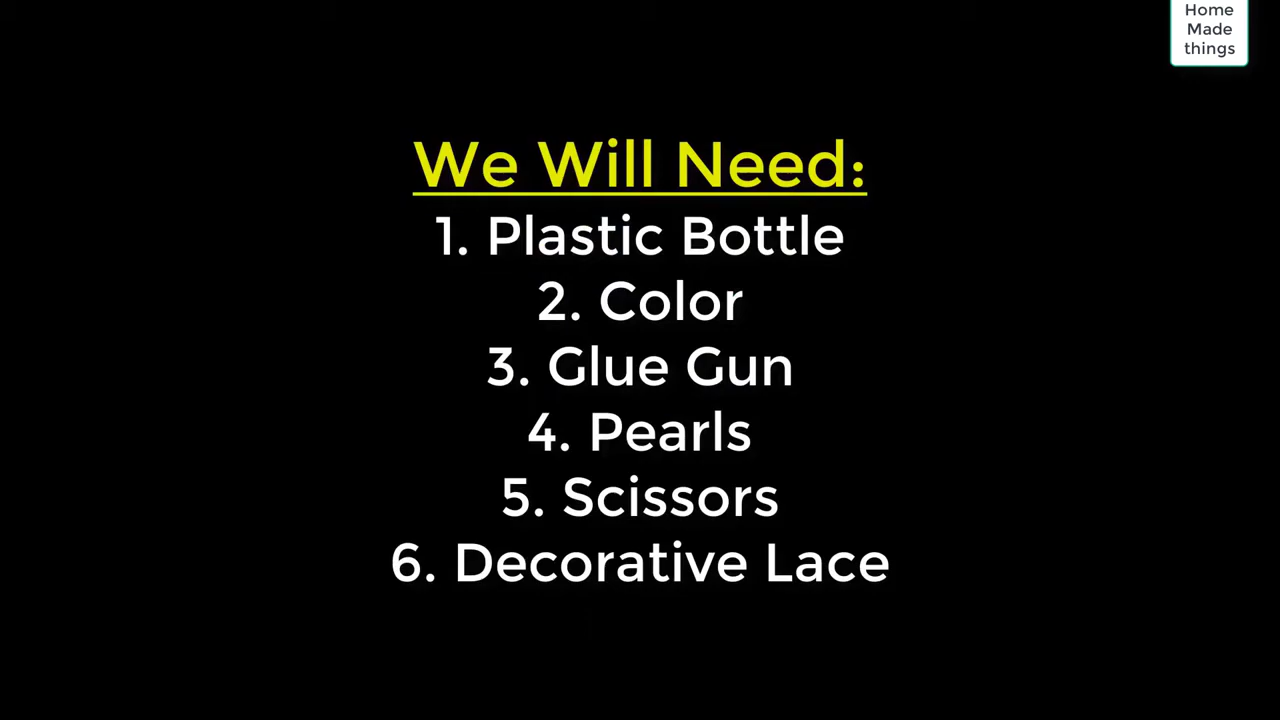 Home
Made
things
We Will Need:
1. Plastic Bottle
2. Color
3. Glue Gun
4. Pearls
5. Scissors
6. Decorative Lace